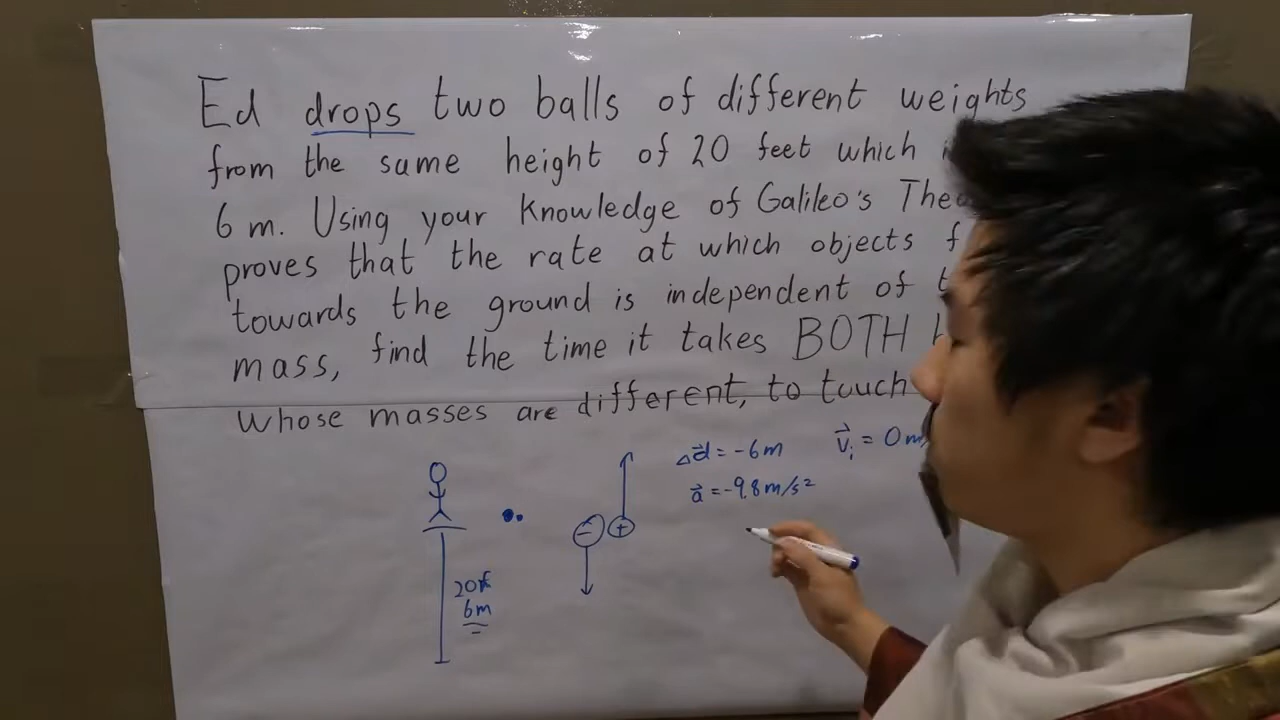 Ed drops two balls of different weights
from the same height of 20 feet which
6 m. Using your knowledge of Galileo's
proves that the rate at which objects
towards the ground is independent of
mass, find the time it takes BOTH
whose masses are different, to touch
Δd⃗ = -6m
v⃗ᵢ = 0 m
a⃗ = -9.8 m/s²
- +
20f
6m